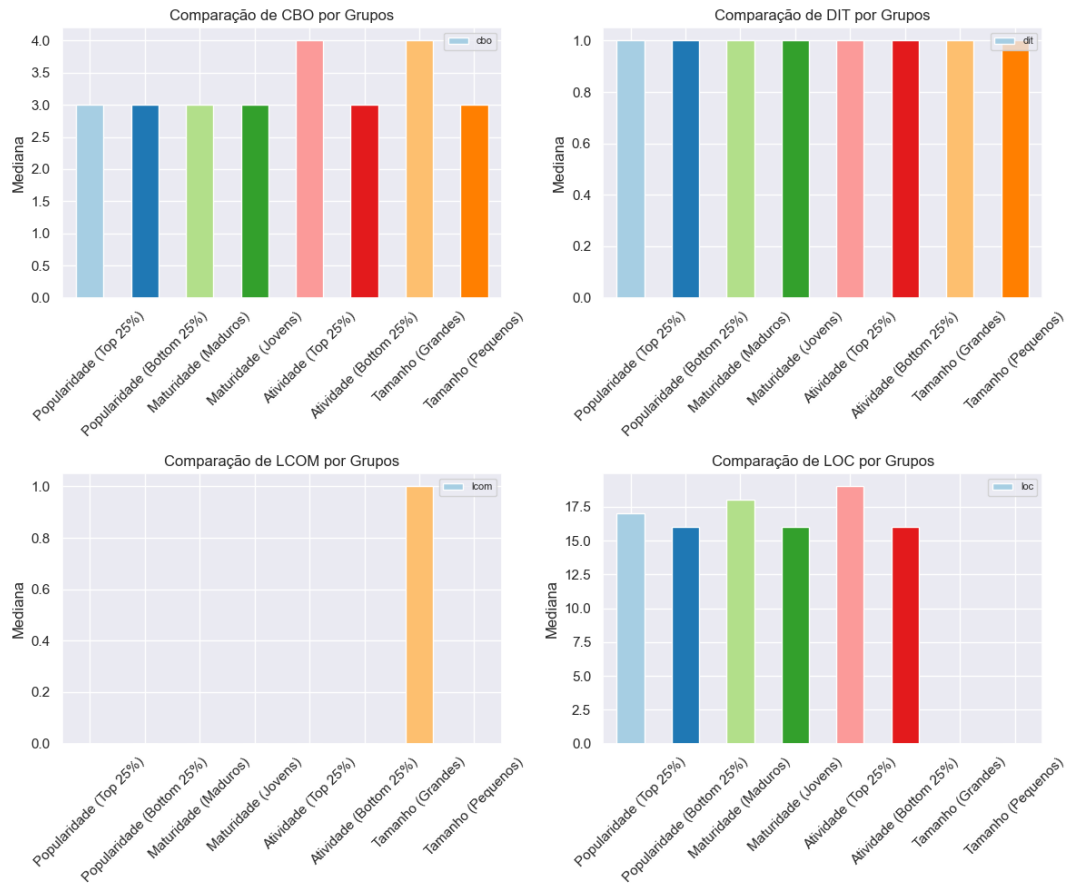 Comparação de CBO por Grupos
cbo
Mediana
4.0
3.5
3.0
2.5
2.0
1.5
1.0
0.5
0.0
Popularidade (Top 25%)
Popularidade (Bottom 25%)
Maturidade (Maduros)
Maturidade (Jovens)
Atividade (Top 25%)
Atividade (Bottom 25%)
Tamanho (Grandes)
Tamanho (Pequenos)
Comparação de DIT por Grupos
dit
Mediana
1.0
0.8
0.6
0.4
0.2
0.0
Popularidade (Top 25%)
Popularidade (Bottom 25%)
Maturidade (Maduros)
Maturidade (Jovens)
Atividade (Top 25%)
Atividade (Bottom 25%)
Tamanho (Grandes)
Tamanho (Pequenos)
Comparação de LCOM por Grupos
lcom
Mediana
1.0
0.8
0.6
0.4
0.2
0.0
Popularidade (Top 25%)
Popularidade (Bottom 25%)
Maturidade (Maduros)
Maturidade (Jovens)
Atividade (Top 25%)
Atividade (Bottom 25%)
Tamanho (Grandes)
Tamanho (Pequenos)
Comparação de LOC por Grupos
loc
Mediana
17.5
15.0
12.5
10.0
7.5
5.0
2.5
0.0
Popularidade (Top 25%)
Popularidade (Bottom 25%)
Maturidade (Maduros)
Maturidade (Jovens)
Atividade (Top 25%)
Atividade (Bottom 25%)
Tamanho (Grandes)
Tamanho (Pequenos)